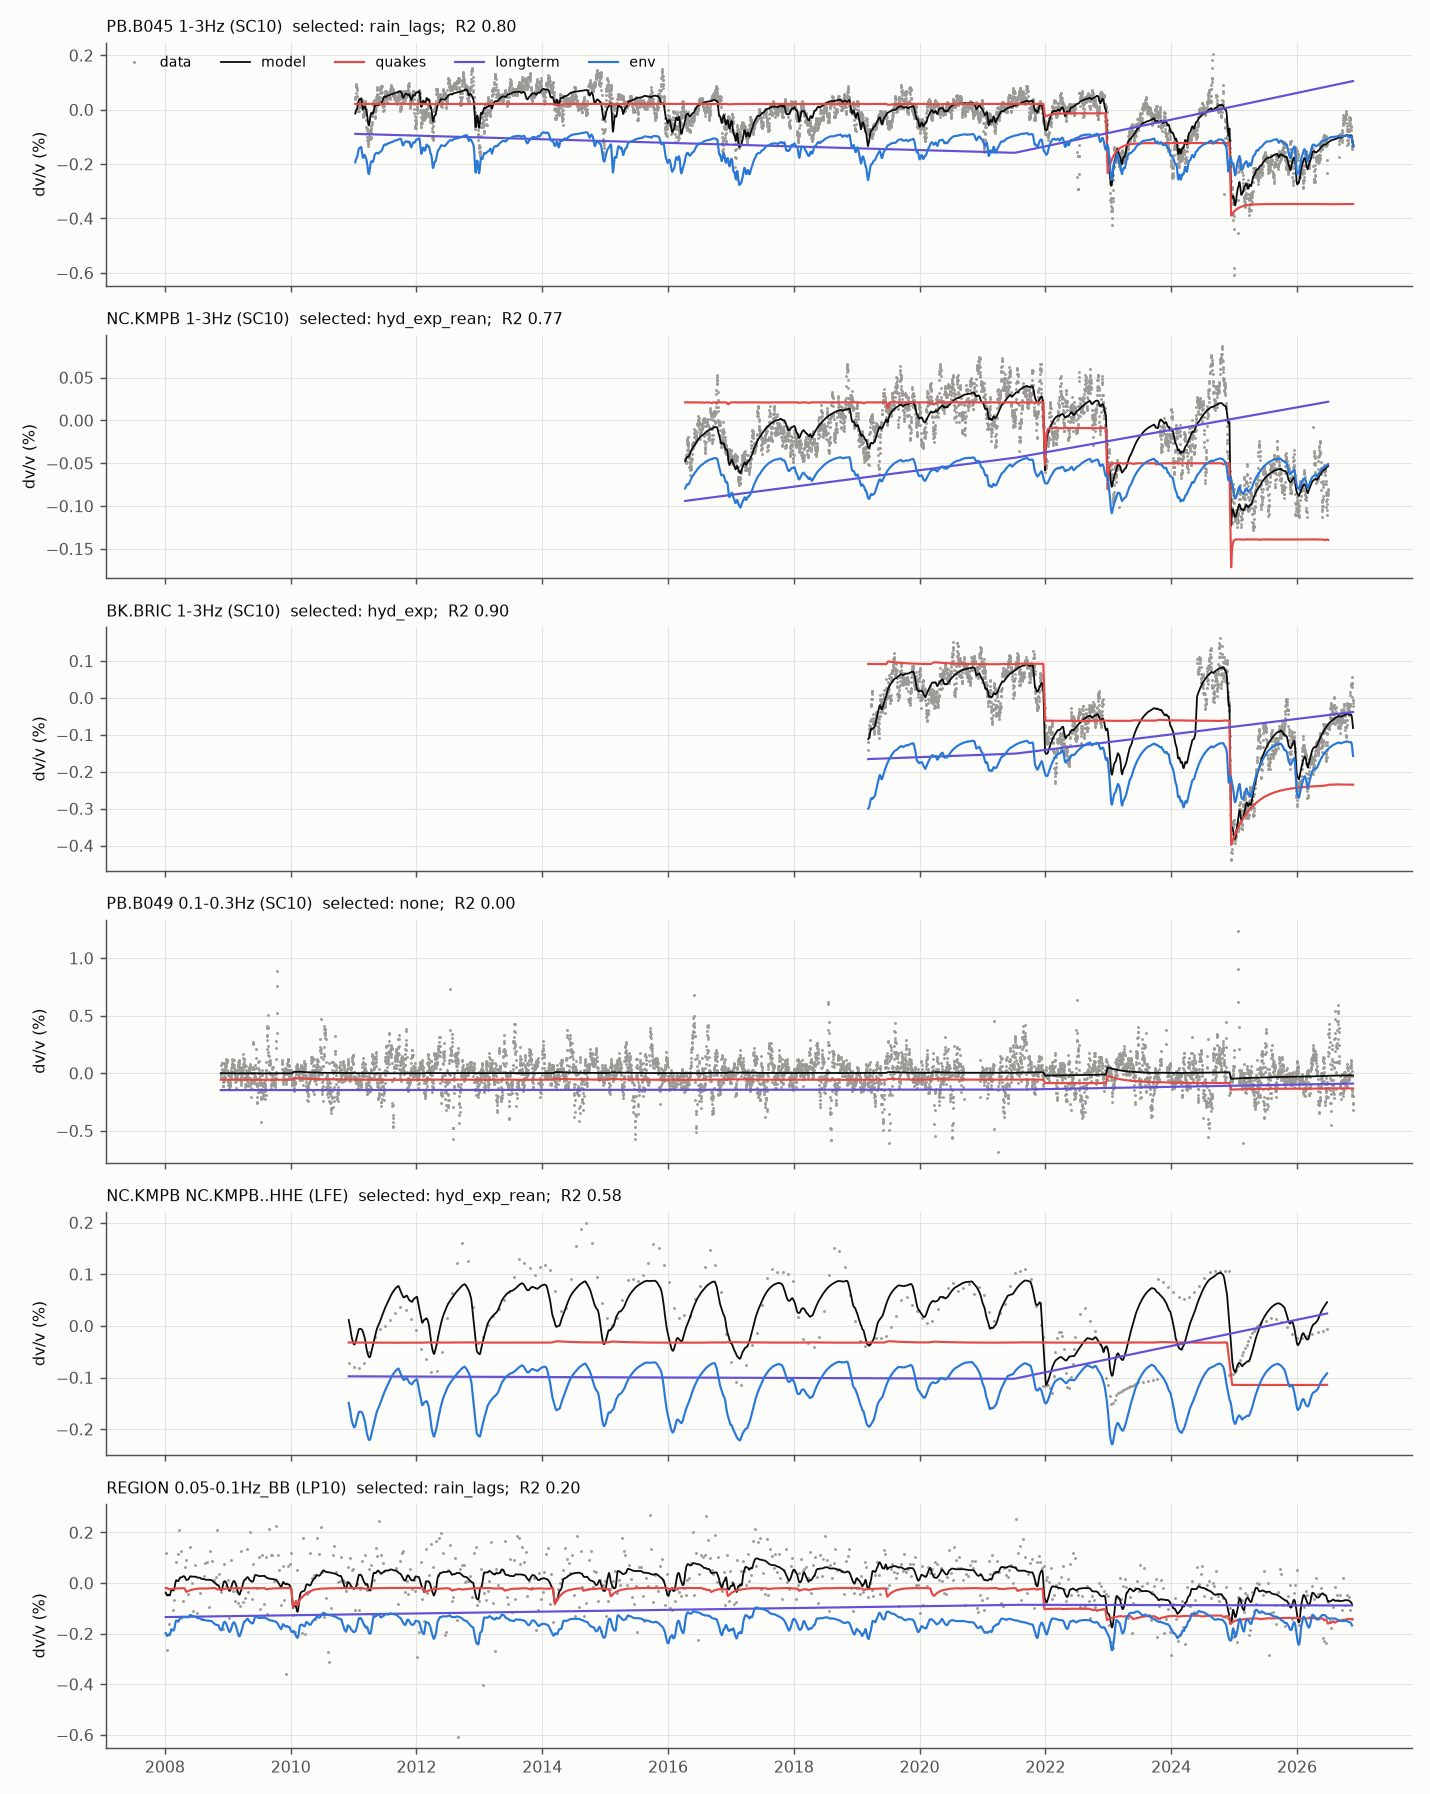 PB.B045 1-3Hz (SC10)  selected: rain_lags;  R2 0.80
data model quakes longterm env
0.2
0.0
−0.2
−0.4
−0.6
dv/v (%)
NC.KMPB 1-3Hz (SC10)  selected: hyd_exp_rean;  R2 0.77
0.05
0.00
−0.05
−0.10
−0.15
dv/v (%)
BK.BRIC 1-3Hz (SC10)  selected: hyd_exp;  R2 0.90
0.1
0.0
−0.1
−0.2
−0.3
−0.4
dv/v (%)
PB.B049 0.1-0.3Hz (SC10)  selected: none;  R2 0.00
1.0
0.5
0.0
−0.5
dv/v (%)
NC.KMPB NC.KMPB..HHE (LFE)  selected: hyd_exp_rean;  R2 0.58
0.2
0.1
0.0
−0.1
−0.2
dv/v (%)
REGION 0.05-0.1Hz_BB (LP10)  selected: rain_lags;  R2 0.20
0.2
0.0
−0.2
−0.4
−0.6
dv/v (%)
2008 2010 2012 2014 2016 2018 2020 2022 2024 2026